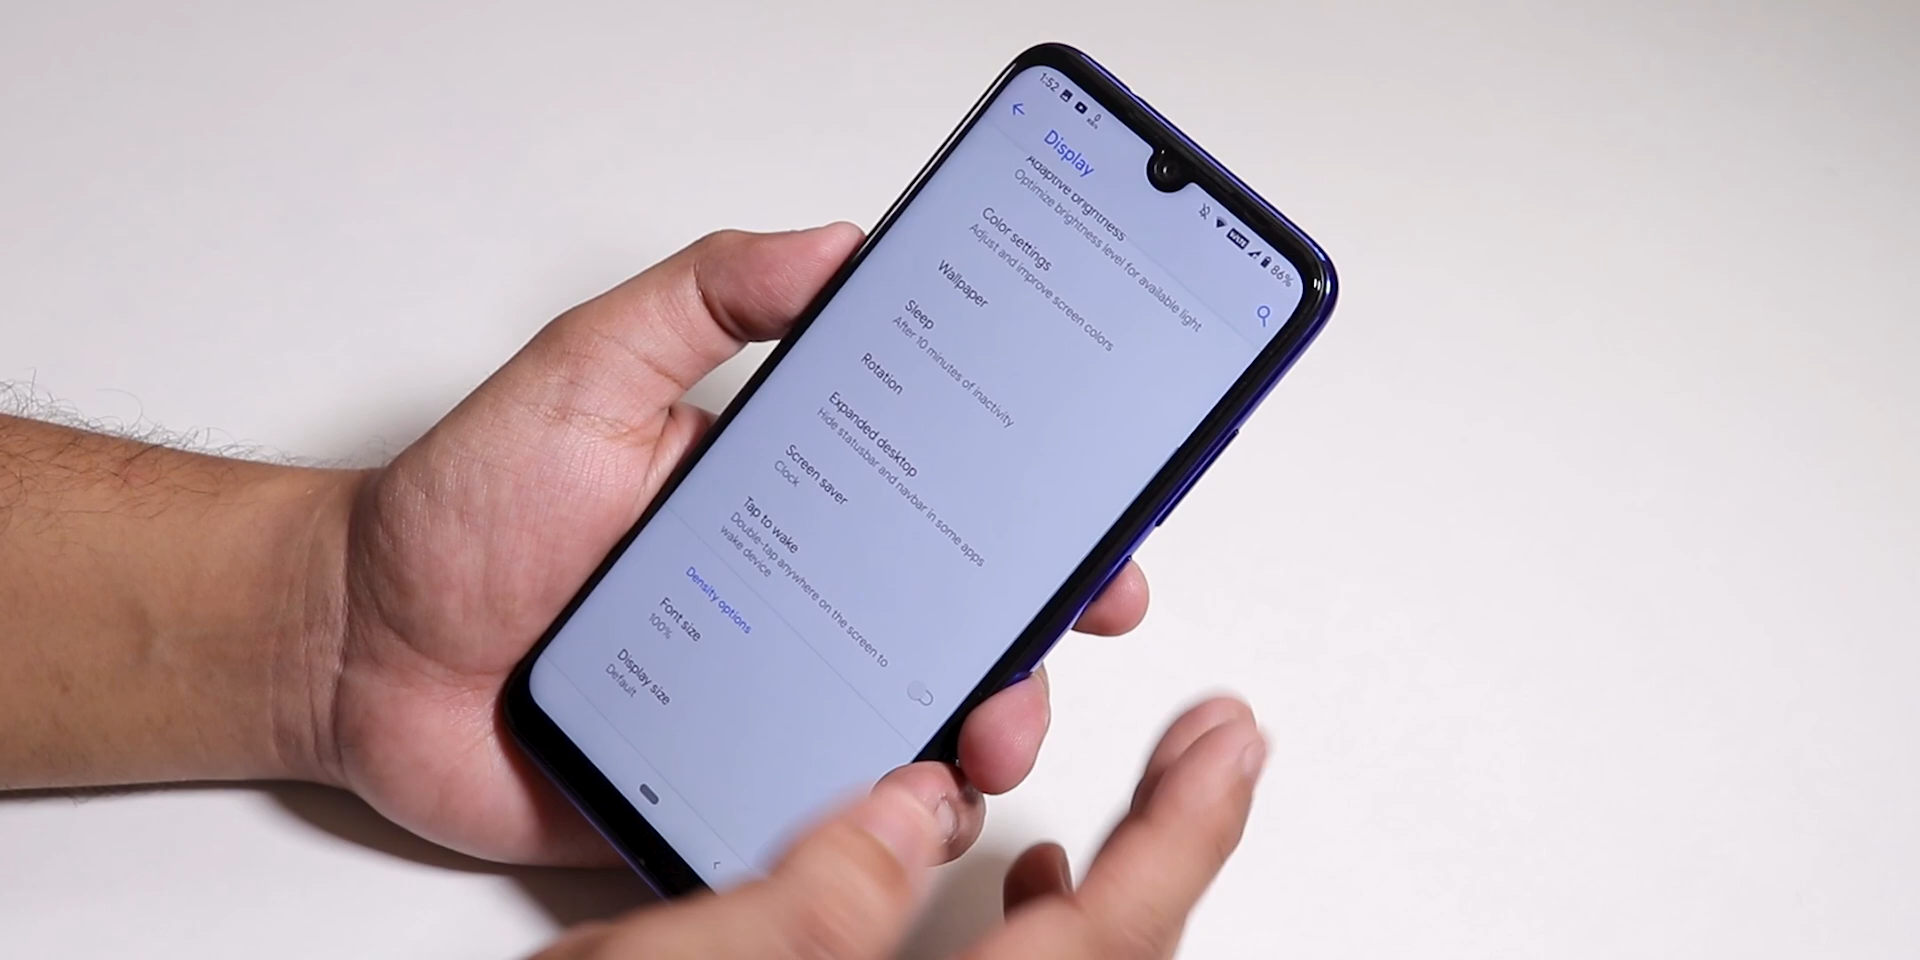 1:52
86%
Display
Adaptive brightness
Optimize brightness level for available light
Color settings
Adjust and improve screen colors
Wallpaper
Sleep
After 10 minutes of inactivity
Rotation
Expanded desktop
Hide statusbar and navbar in some apps
Screen saver
Clock
Tap to wake
Double-tap anywhere on the screen to
wake device
Density options
Font size
100%
Display size
Default